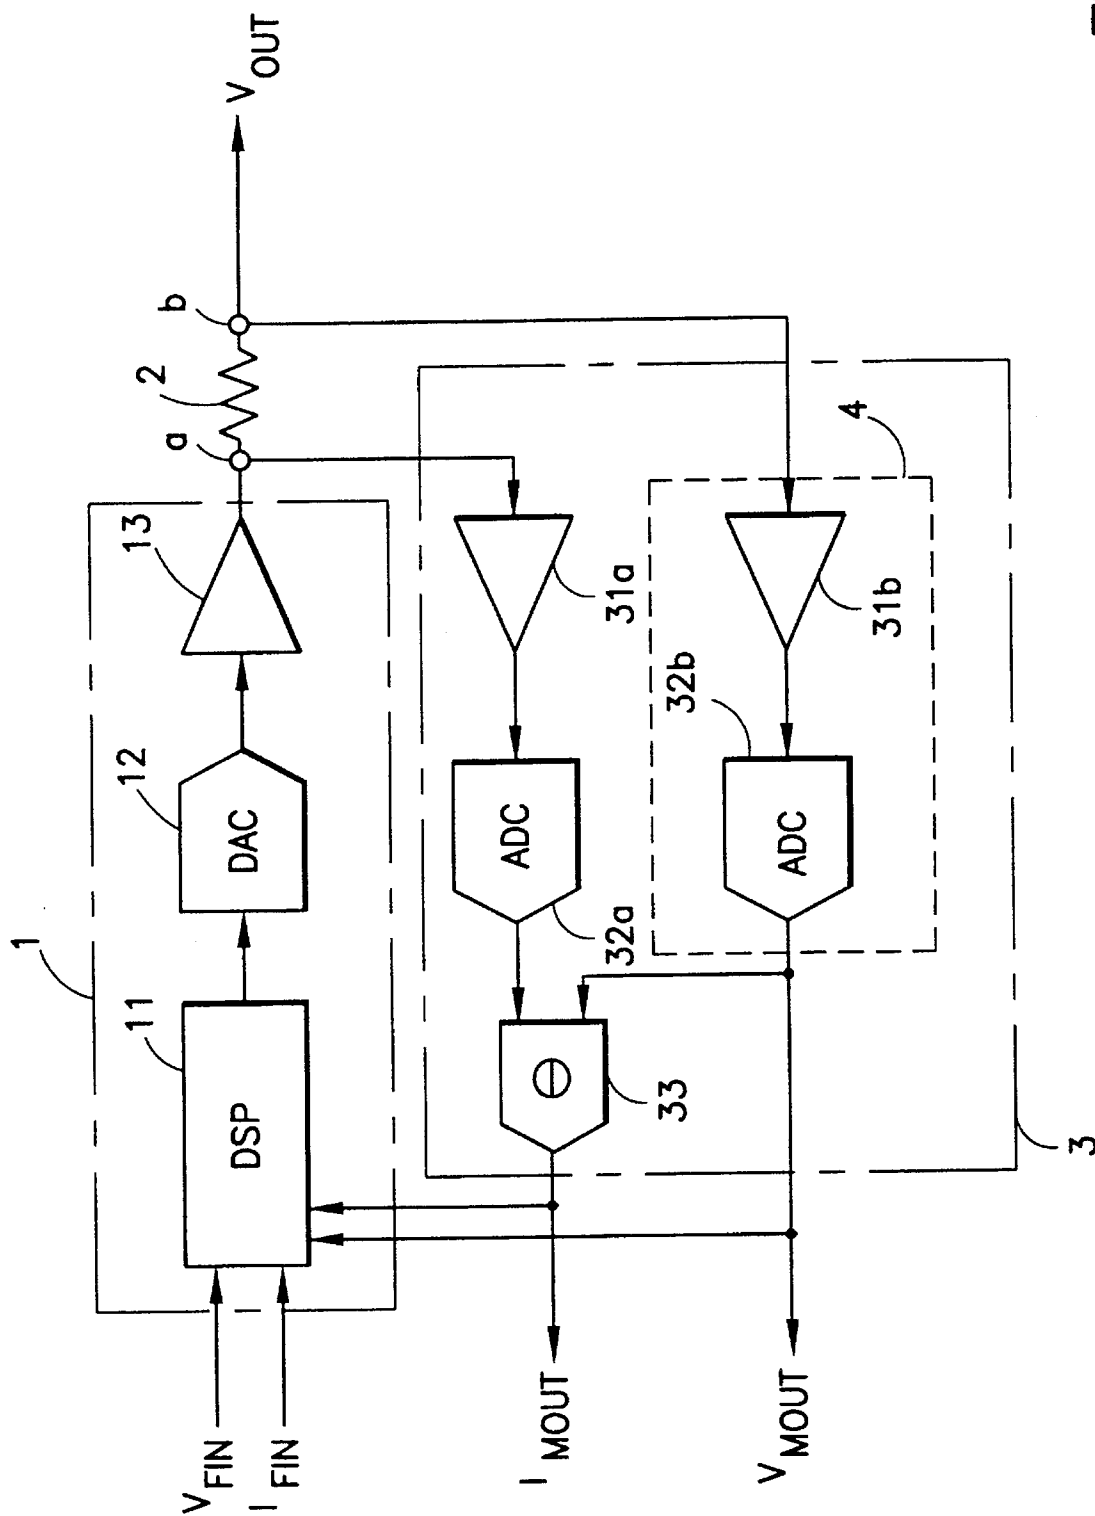 1
V_FIN
I_FIN
11
DSP
12
DAC
13
a
2
b
V_OUT
I_MOUT
33
32a
ADC
31a
V_MOUT
32b
ADC
31b
4
3